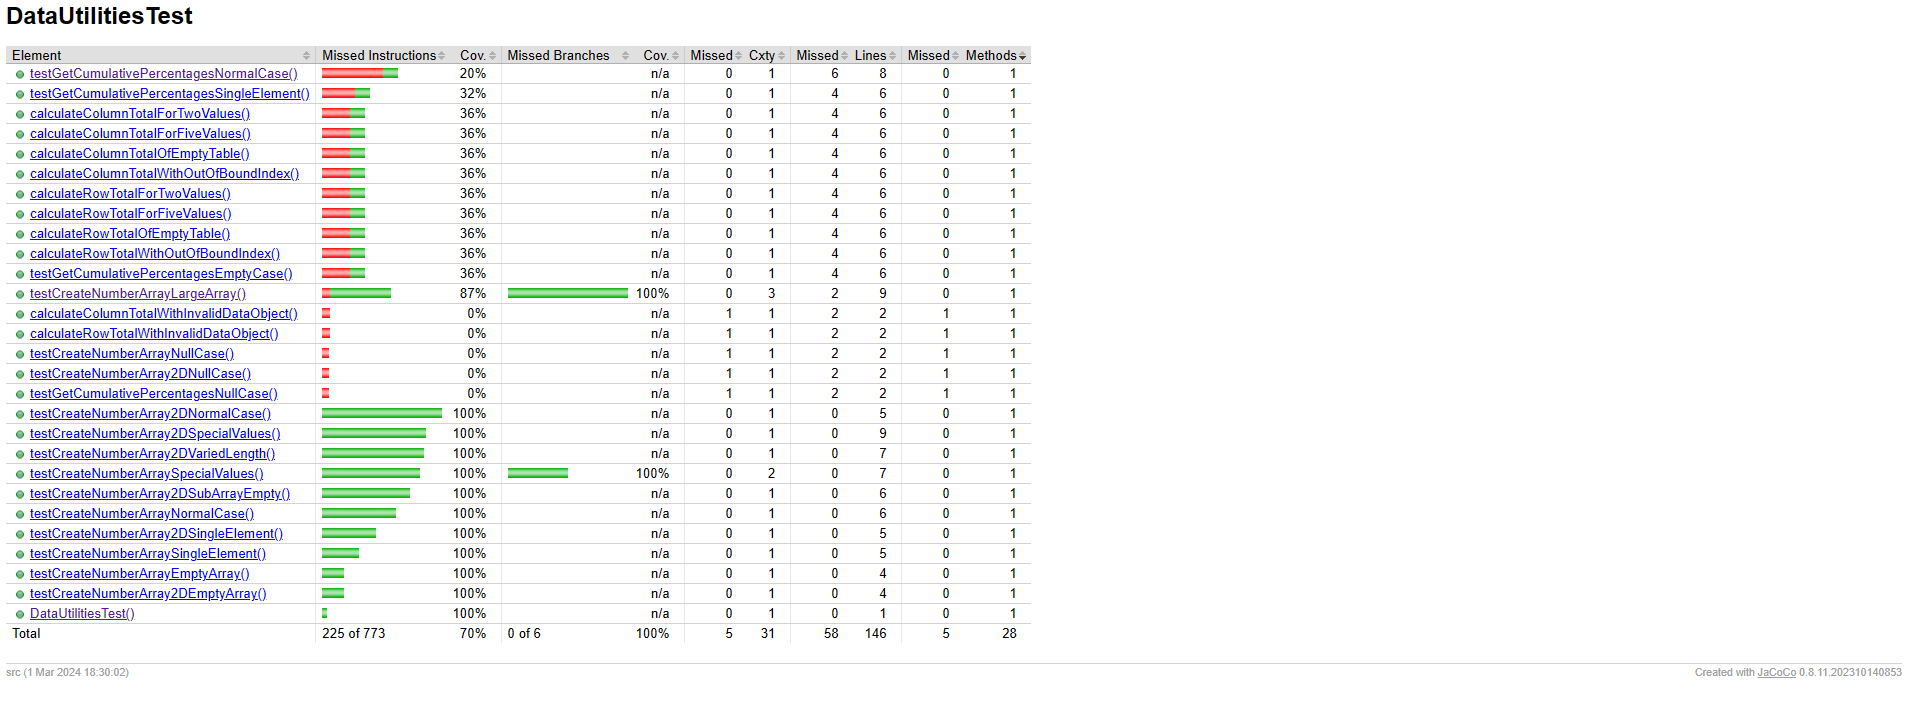 DataUtilitiesTest
Element Missed Instructions Cov. Missed Branches Cov. Missed Cxty Missed Lines Missed Methods
testGetCumulativePercentagesNormalCase() 20% n/a 0 1 6 8 0 1
testGetCumulativePercentagesSingleElement() 32% n/a 0 1 4 6 0 1
calculateColumnTotalForTwoValues() 36% n/a 0 1 4 6 0 1
calculateColumnTotalForFiveValues() 36% n/a 0 1 4 6 0 1
calculateColumnTotalOfEmptyTable() 36% n/a 0 1 4 6 0 1
calculateColumnTotalWithOutOfBoundIndex() 36% n/a 0 1 4 6 0 1
calculateRowTotalForTwoValues() 36% n/a 0 1 4 6 0 1
calculateRowTotalForFiveValues() 36% n/a 0 1 4 6 0 1
calculateRowTotalOfEmptyTable() 36% n/a 0 1 4 6 0 1
calculateRowTotalWithOutOfBoundIndex() 36% n/a 0 1 4 6 0 1
testGetCumulativePercentagesEmptyCase() 36% n/a 0 1 4 6 0 1
testCreateNumberArrayLargeArray() 87% 100% 0 3 2 9 0 1
calculateColumnTotalWithInvalidDataObject() 0% n/a 1 1 2 2 1 1
calculateRowTotalWithInvalidDataObject() 0% n/a 1 1 2 2 1 1
testCreateNumberArrayNullCase() 0% n/a 1 1 2 2 1 1
testCreateNumberArray2DNullCase() 0% n/a 1 1 2 2 1 1
testGetCumulativePercentagesNullCase() 0% n/a 1 1 2 2 1 1
testCreateNumberArray2DNormalCase() 100% n/a 0 1 0 5 0 1
testCreateNumberArray2DSpecialValues() 100% n/a 0 1 0 9 0 1
testCreateNumberArray2DVariedLength() 100% n/a 0 1 0 7 0 1
testCreateNumberArraySpecialValues() 100% 100% 0 2 0 7 0 1
testCreateNumberArray2DSubArrayEmpty() 100% n/a 0 1 0 6 0 1
testCreateNumberArrayNormalCase() 100% n/a 0 1 0 6 0 1
testCreateNumberArray2DSingleElement() 100% n/a 0 1 0 5 0 1
testCreateNumberArraySingleElement() 100% n/a 0 1 0 5 0 1
testCreateNumberArrayEmptyArray() 100% n/a 0 1 0 4 0 1
testCreateNumberArray2DEmptyArray() 100% n/a 0 1 0 4 0 1
DataUtilitiesTest() 100% n/a 0 1 0 1 0 1
Total 225 of 773 70% 0 of 6 100% 5 31 58 146 5 28
src (1 Mar 2024 18:30:02) Created with JaCoCo 0.8.11.202310140853